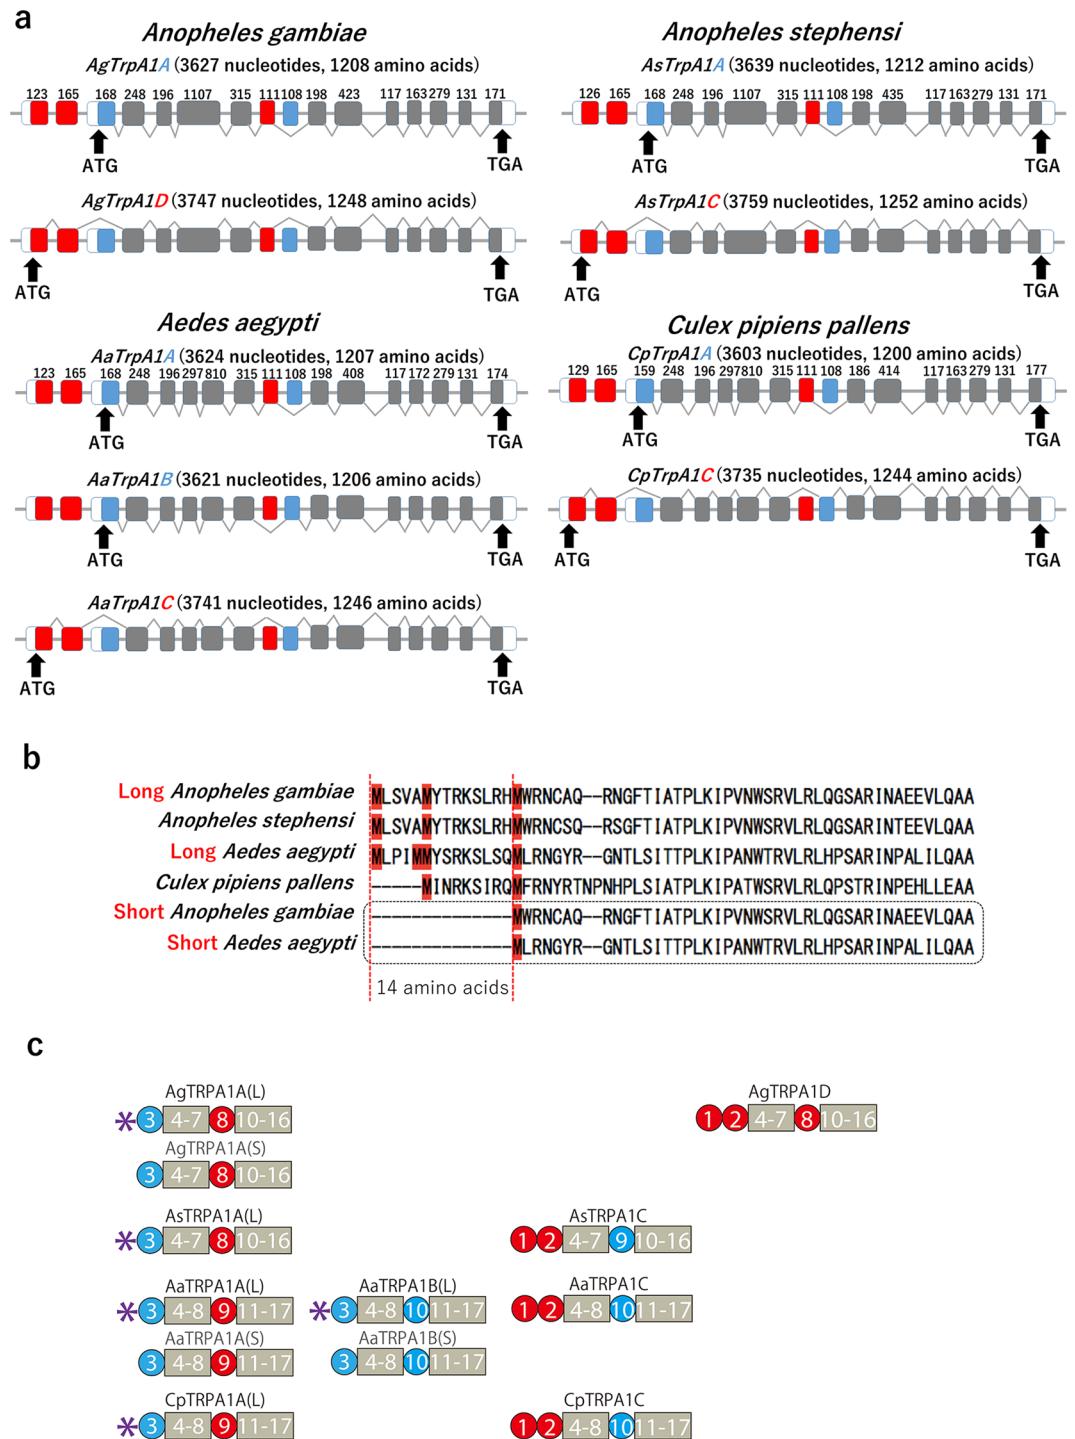 a
Anopheles gambiae
AgTrpA1A (3627 nucleotides, 1208 amino acids)
123 165 168 248 196 1107 315 111 108 198 423 117 163 279 131 171
ATG
TGA
AgTrpA1D (3747 nucleotides, 1248 amino acids)
ATG
TGA
Anopheles stephensi
AsTrpA1A (3639 nucleotides, 1212 amino acids)
126 165 168 248 196 1107 315 111 108 198 435 117 163 279 131 171
ATG
TGA
AsTrpA1C (3759 nucleotides, 1252 amino acids)
ATG
TGA
Aedes aegypti
AaTrpA1A (3624 nucleotides, 1207 amino acids)
123 165 168 248 196 297 810 315 111 108 198 408 117 172 279 131 174
ATG
TGA
AaTrpA1B (3621 nucleotides, 1206 amino acids)
ATG
TGA
AaTrpA1C (3741 nucleotides, 1246 amino acids)
ATG
TGA
Culex pipiens pallens
CpTrpA1A (3603 nucleotides, 1200 amino acids)
129 165 159 248 196 297 810 315 111 108 186 414 117 163 279 131 177
ATG
TGA
CpTrpA1C (3735 nucleotides, 1244 amino acids)
ATG
TGA
b
Long Anopheles gambiae MLSVAMYTRKSLRHMWRNCAQ--RNGFTIATPLKIPVNWSRVLRLQGSARINAEEVLQAA
Anopheles stephensi MLSVAMYTRKSLRHMWRNCSQ--RSGFTIATPLKIPVNWSRVLRLQGSARINTEEVLQAA
Long Aedes aegypti MLPIMMYSRKSLSQMLRNGYR--GNTLSITTPLKIPANWTRVLRLHPSARINPALILQAA
Culex pipiens pallens -----MINRKSIRQMFRNYRTNPNHPLSIATPLKIPATWSRVLRLQPSTRINPEHLLEAA
Short Anopheles gambiae --------------MWRNCAQ--RNGFTIATPLKIPVNWSRVLRLQGSARINAEEVLQAA
Short Aedes aegypti --------------MLRNGYR--GNTLSITTPLKIPANWTRVLRLHPSARINPALILQAA
14 amino acids
c
AgTRPA1A(L)
* 3 4-7 8 10-16
AgTRPA1D
1 2 4-7 8 10-16
AgTRPA1A(S)
3 4-7 8 10-16
AsTRPA1A(L)
* 3 4-7 8 10-16
AsTRPA1C
1 2 4-7 9 10-16
AaTRPA1A(L)
* 3 4-8 9 11-17
AaTRPA1B(L)
* 3 4-8 10 11-17
AaTRPA1C
1 2 4-8 10 11-17
AaTRPA1A(S)
3 4-8 9 11-17
AaTRPA1B(S)
3 4-8 10 11-17
CpTRPA1A(L)
* 3 4-8 9 11-17
CpTRPA1C
1 2 4-8 10 11-17